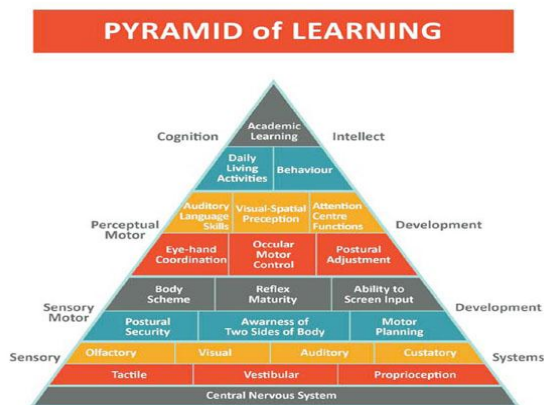 PYRAMID of LEARNING
Academic
Learning
Cognition
Intellect
Daily
Living
Activities
Behaviour
Auditory
Language
Skills
Visual-Spatial
Preception
Attention
Centre
Functions
Perceptual
Motor
Development
Eye-hand
Coordination
Occular
Motor
Control
Postural
Adjustment
Body
Scheme
Reflex
Maturity
Ability to
Screen Input
Sensory
Motor
Development
Postural
Security
Awarness of
Two Sides of Body
Motor
Planning
Sensory
Olfactory
Visual
Auditory
Custatory
Systems
Tactile
Vestibular
Proprioception
Central Nervous System